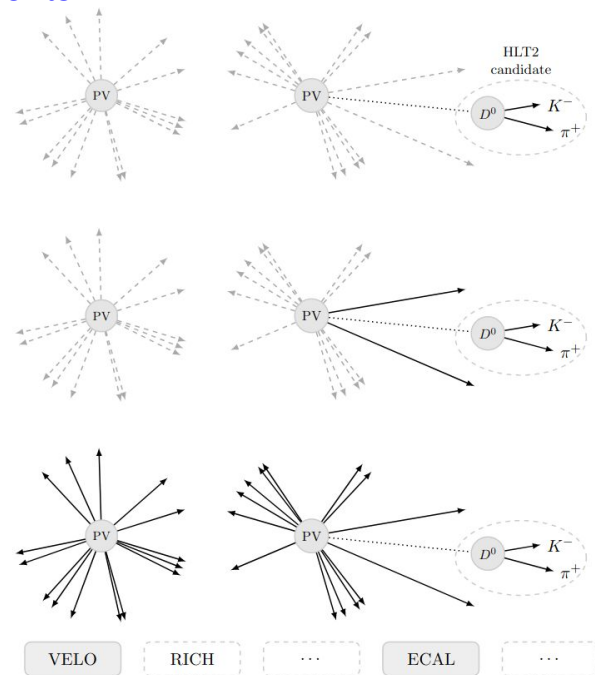 HLT2
candidate
PV
PV
D⁰
K⁻
π⁺
PV
PV
D⁰
K⁻
π⁺
PV
PV
D⁰
K⁻
π⁺
VELO RICH ... ECAL ...